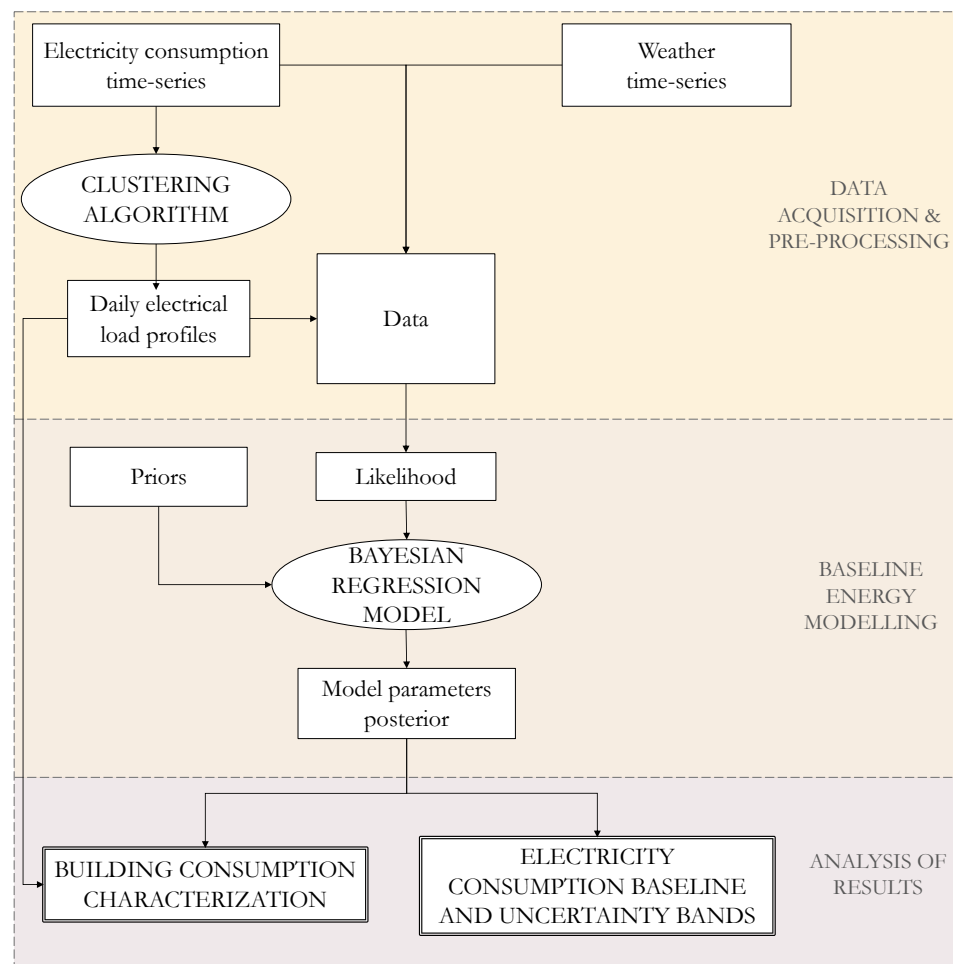 Electricity consumption
time-series
Weather
time-series
CLUSTERING
ALGORITHM
DATA
ACQUISITION &
PRE-PROCESSING
Daily electrical
load profiles
Data
Priors
Likelihood
BAYESIAN
REGRESSION
MODEL
BASELINE
ENERGY
MODELLING
Model parameters
posterior
BUILDING CONSUMPTION
CHARACTERIZATION
ELECTRICITY
CONSUMPTION BASELINE
AND UNCERTAINTY BANDS
ANALYSIS OF
RESULTS